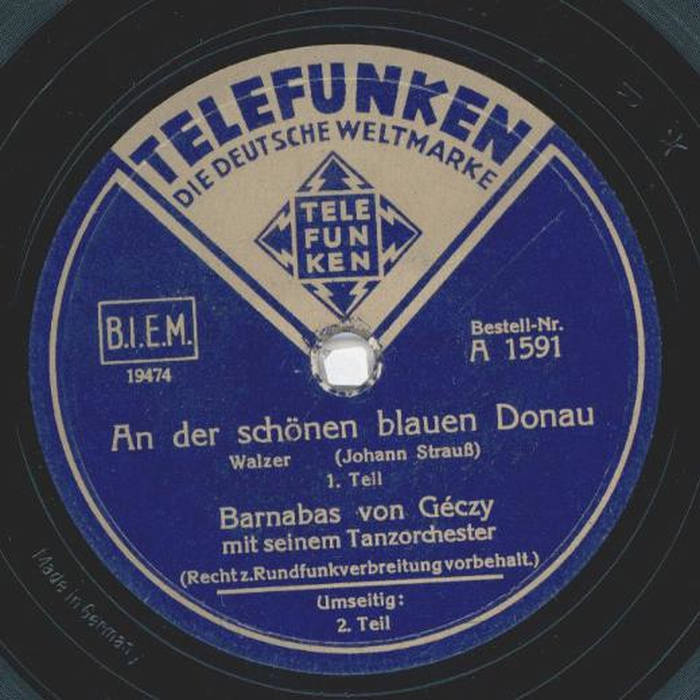 TELEFUNKEN
DIE DEUTSCHE WELTMARKE
TELE
FUN
KEN
B.I.E.M.
19474
Bestell-Nr.
A 1591
An der schönen blauen Donau
Walzer (Johann Strauß)
1. Teil
Barnabas von Géczy
mit seinem Tanzorchester
(Recht z. Rundfunkverbreitung vorbehalt.)
Umseitig:
2. Teil
Made in Germany